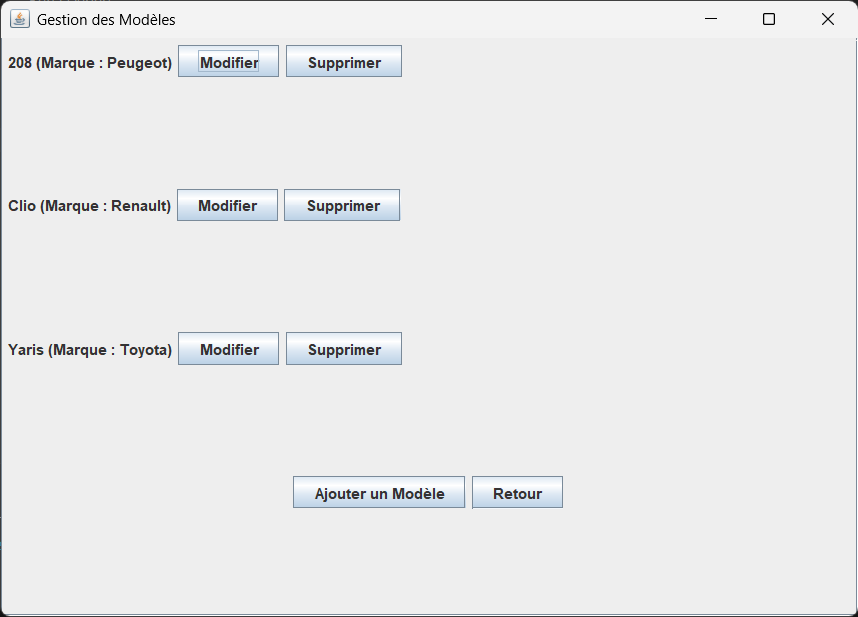 Gestion des Modèles
208 (Marque : Peugeot) Modifier Supprimer
Clio (Marque : Renault) Modifier Supprimer
Yaris (Marque : Toyota) Modifier Supprimer
Ajouter un Modèle Retour